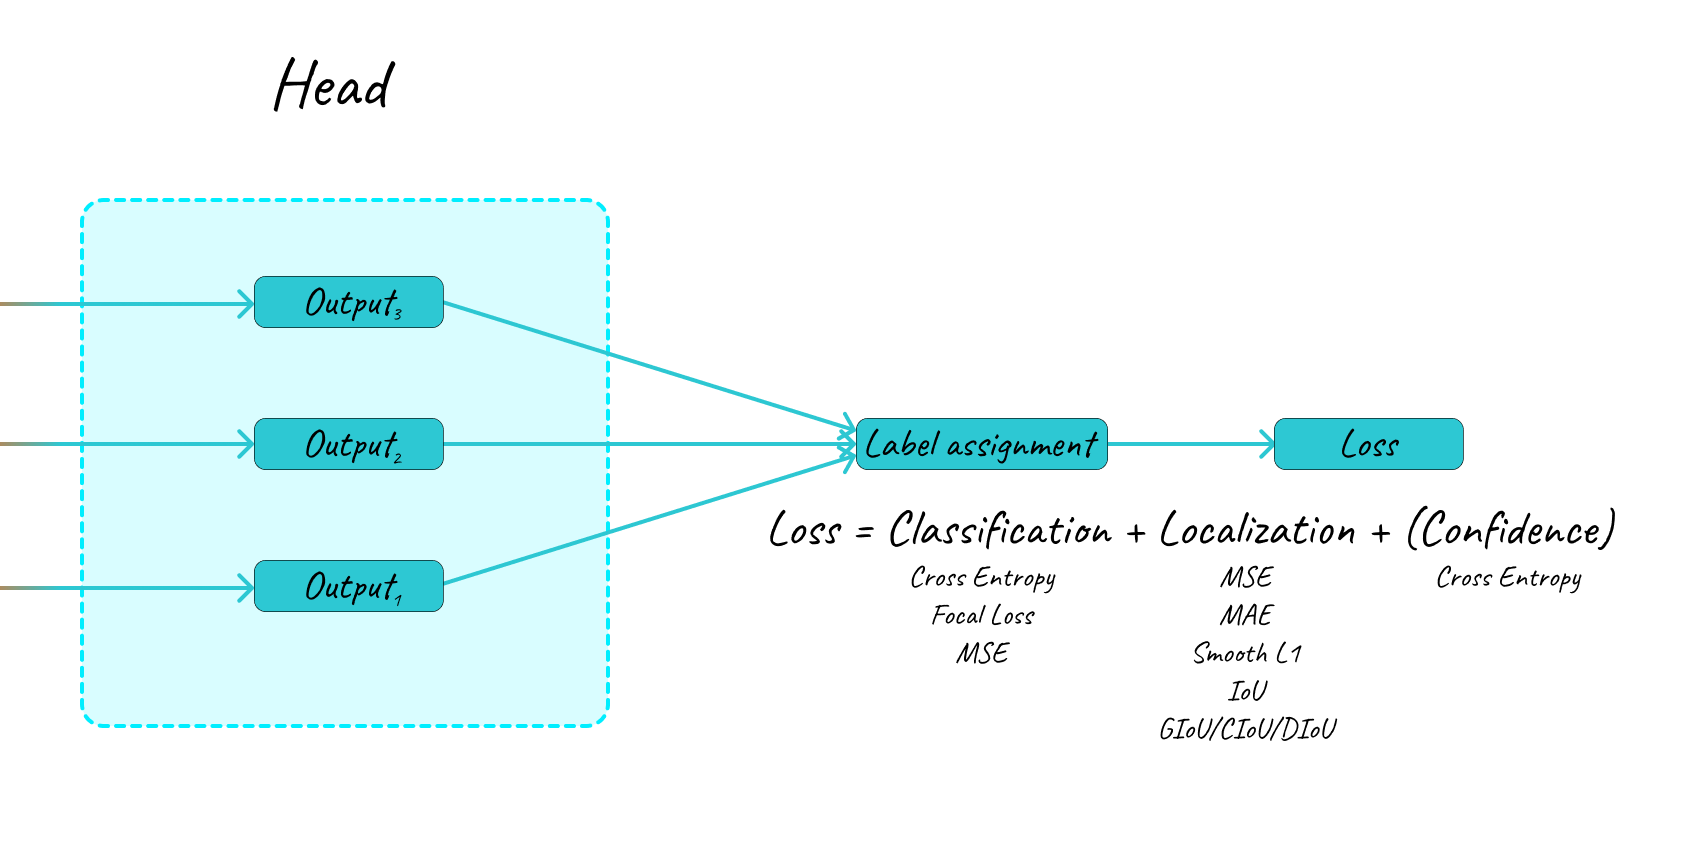 Head
Output3
Output2
Label assignment
Loss
Output1
Loss = Classification + Localization + (Confidence)
Cross Entropy
MSE
Cross Entropy
Focal Loss
MAE
MSE
Smooth L1
IoU
GIoU/CIoU/DIoU